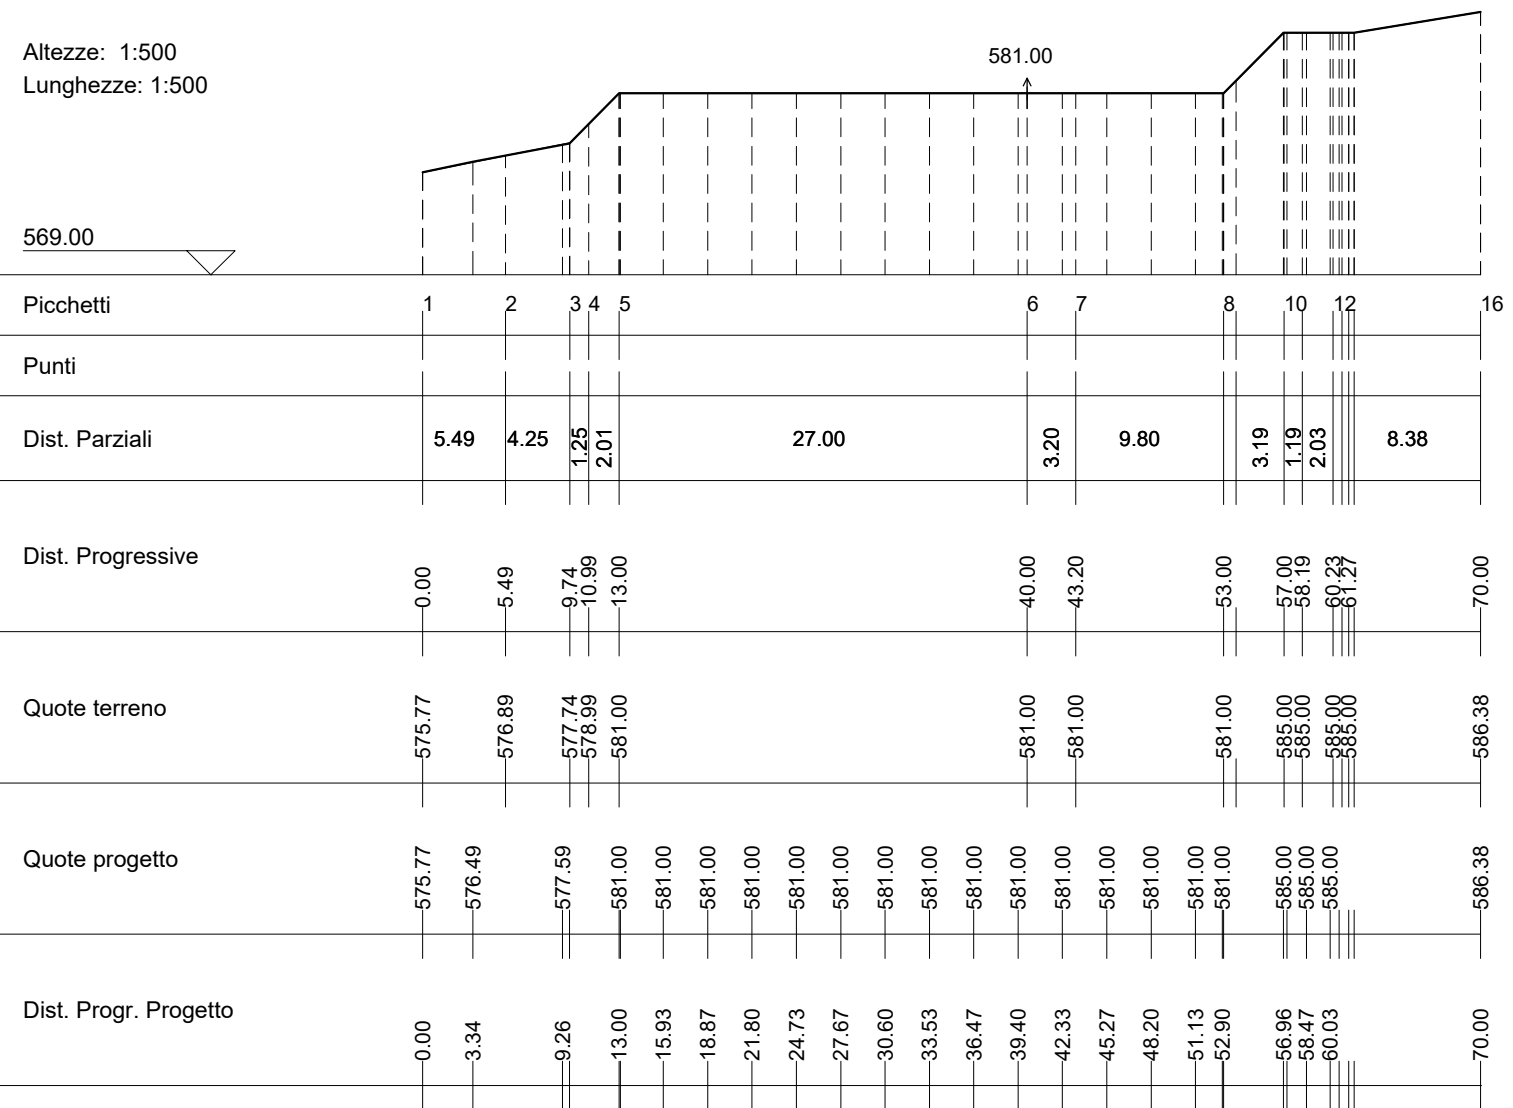 Altezze: 1:500
Lunghezze: 1:500
581.00
569.00
Picchetti 1 2 3 4 5 6 7 8 10 12 16
Punti
Dist. Parziali 5.49 4.25 1.25 2.01 27.00 3.20 9.80 3.19 1.19 2.03 8.38
Dist. Progressive 0.00 5.49 9.74 10.99 13.00 40.00 43.20 53.00 57.00 58.19 60.23 61.27 70.00
Quote terreno 575.77 576.89 577.74 578.99 581.00 581.00 581.00 581.00 585.00 585.00 585.00 585.00 586.38
Quote progetto 575.77 576.49 577.59 581.00 581.00 581.00 581.00 581.00 581.00 581.00 581.00 581.00 581.00 581.00 581.00 581.00 581.00 581.00 585.00 585.00 585.00 586.38
Dist. Progr. Progetto 0.00 3.34 9.26 13.00 15.93 18.87 21.80 24.73 27.67 30.60 33.53 36.47 39.40 42.33 45.27 48.20 51.13 52.90 56.96 58.47 60.03 70.00